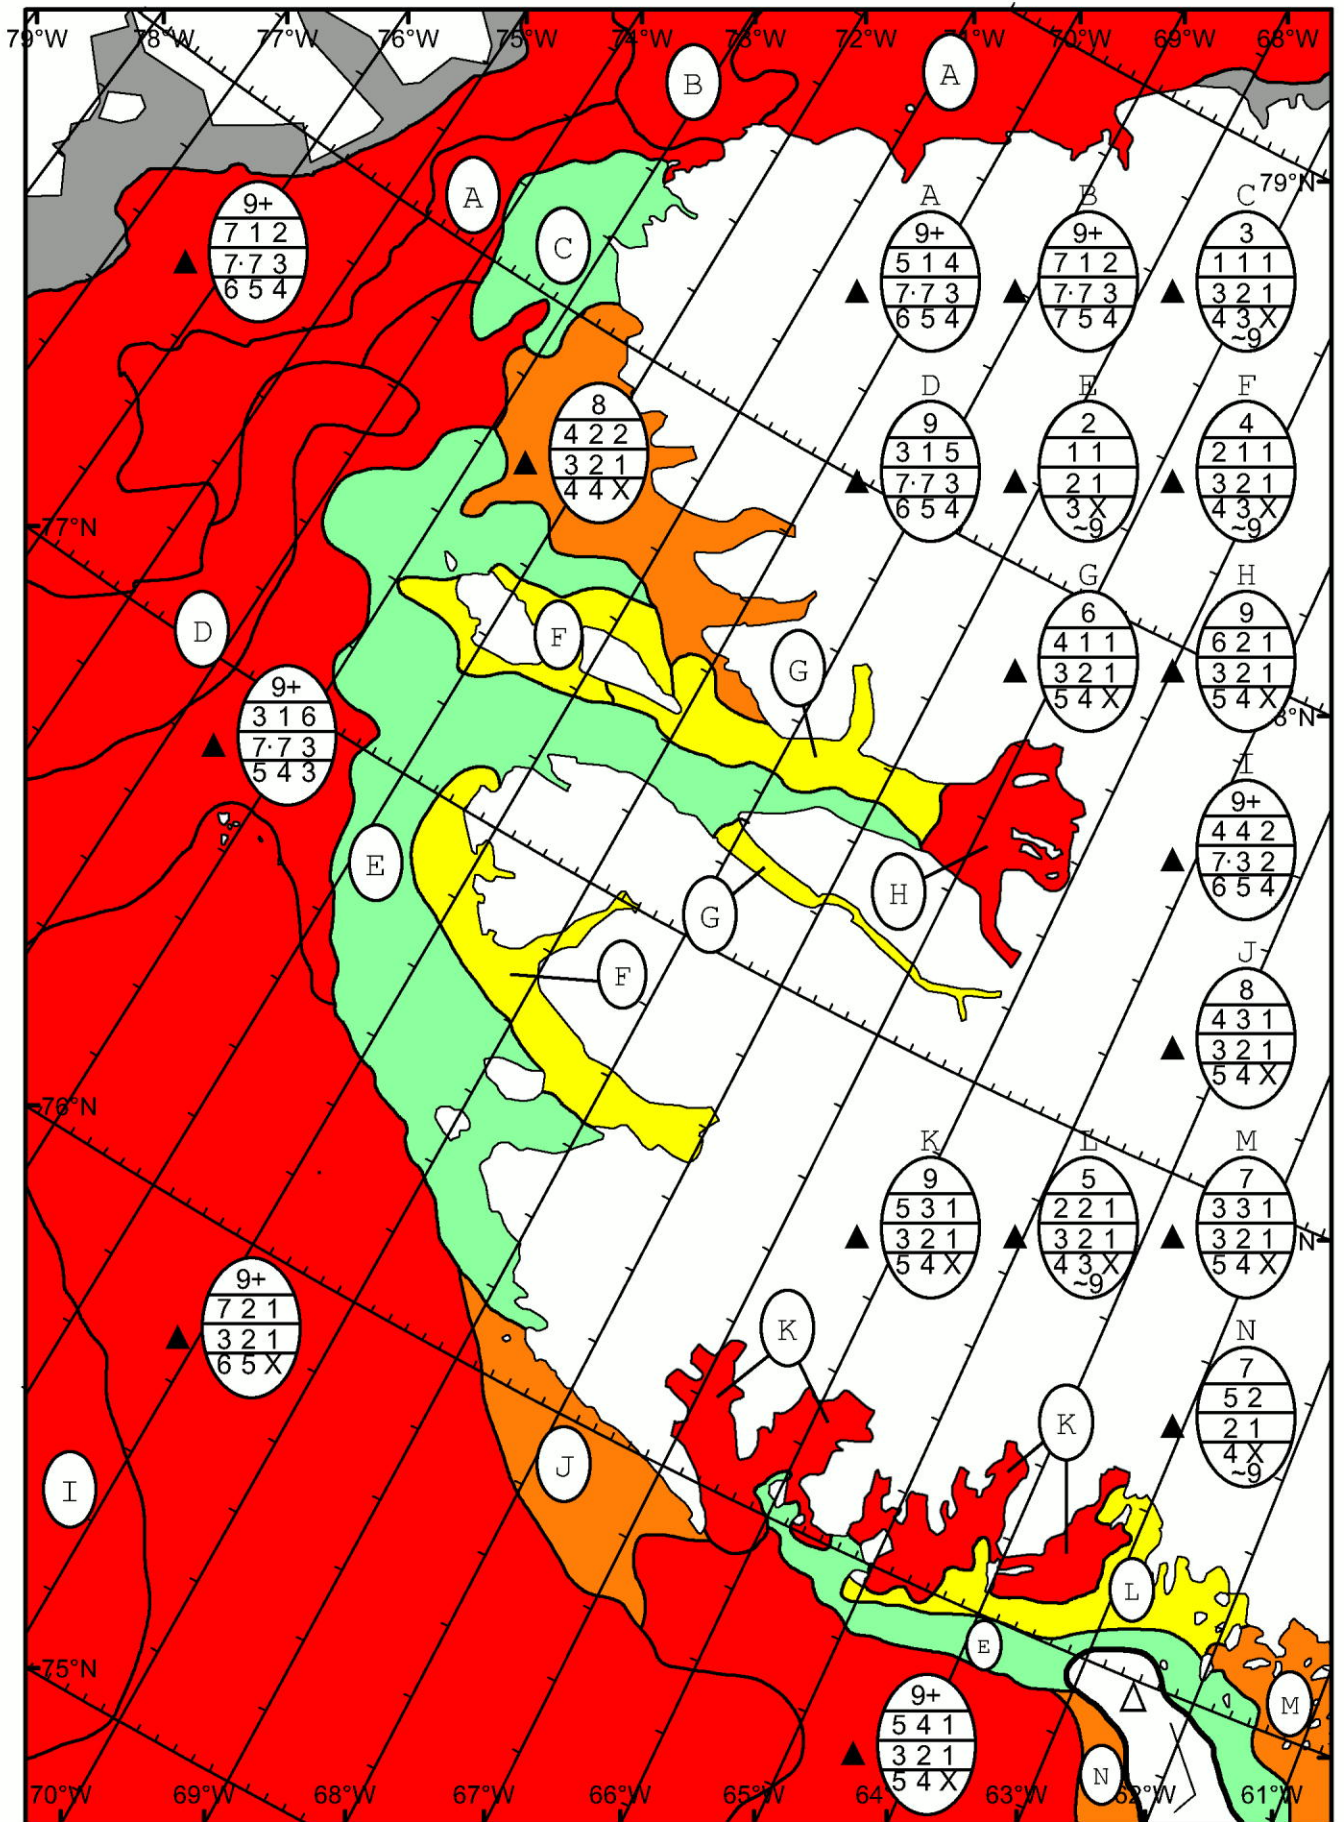 79°W 78°W 77°W 76°W 75°W 74°W 73°W 72°W 71°W 70°W 69°W 68°W
B A
A
C
79°N
9+
7 1 2
7·7 3
6 5 4
A
9+
5 1 4
7·7 3
6 5 4
B
9+
7 1 2
7·7 3
7 5 4
C
3
1 1 1
3 2 1
4 3 X
~9
8
4 2 2
3 2 1
4 4 X
D
9
3 1 5
7·7 3
6 5 4
E
2
1 1
2 1
3 X
~9
F
4
2 1 1
3 2 1
4 3 X
~9
77°N
D
F
G
G
6
4 1 1
3 2 1
5 4 X
H
9
6 2 1
3 2 1
5 4 X
8°N
9+
3 1 6
7·7 3
5 4 3
I
9+
4 4 2
7·3 2
6 5 4
E
H
G
F
J
8
4 3 1
3 2 1
5 4 X
76°N
K
9
5 3 1
3 2 1
5 4 X
L
5
2 2 1
3 2 1
4 3 X
~9
M
7
3 3 1
3 2 1
5 4 X
N
9+
7 2 1
3 2 1
6 5 X
K
K
N
7
5 2
2 1
4 X
~9
J
I
L
E
75°N
M
9+
5 4 1
3 2 1
5 4 X
N
70°W 69°W 68°W 67°W 66°W 65°W 64° 63°W 62°W 61°W